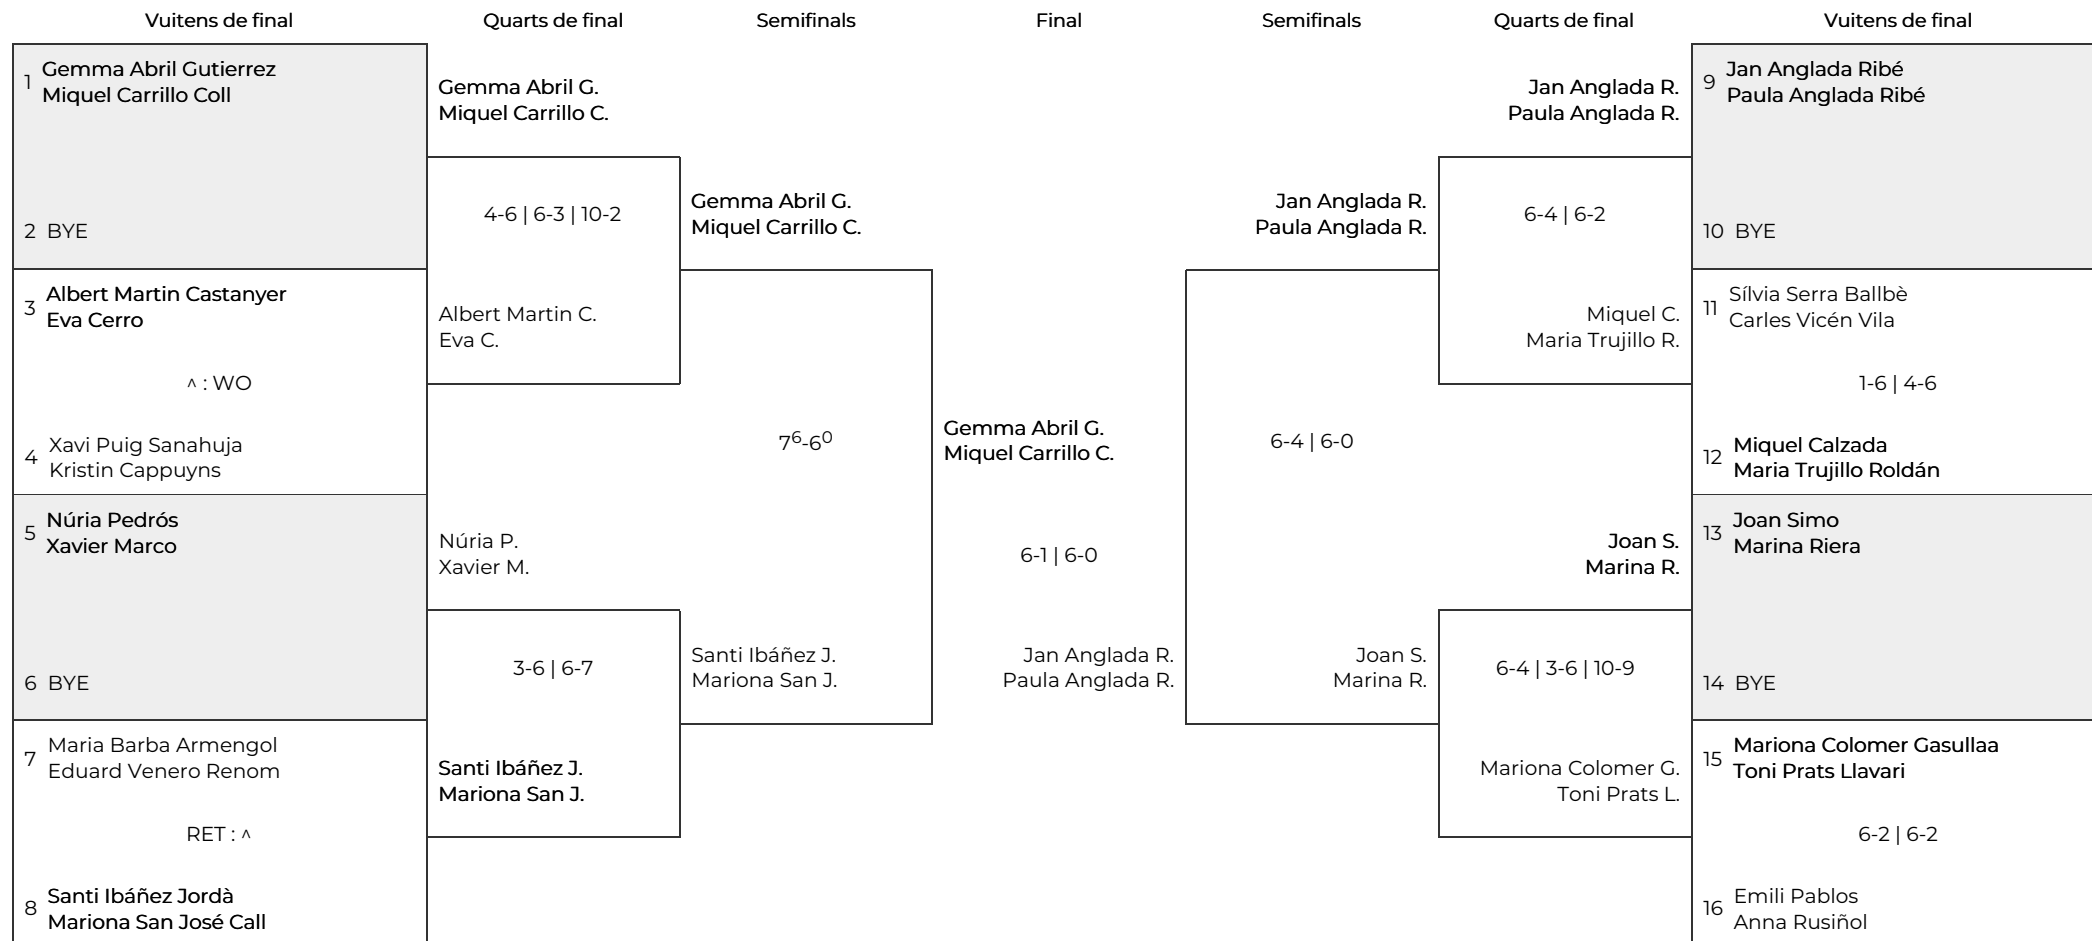 Vuitens de final
Quarts de final
Semifinals
Final
Semifinals
Quarts de final
Vuitens de final
1 Gemma Abril Gutierrez
Miquel Carrillo Coll
2 BYE
3 Albert Martin Castanyer
Eva Cerro
^ : WO
4 Xavi Puig Sanahuja
Kristin Cappuyns
5 Núria Pedrós
Xavier Marco
6 BYE
7 Maria Barba Armengol
Eduard Venero Renom
RET : ^
8 Santi Ibáñez Jordà
Mariona San José Call
Gemma Abril G.
Miquel Carrillo C.
4-6 | 6-3 | 10-2
Albert Martin C.
Eva C.
Núria P.
Xavier M.
3-6 | 6-7
Santi Ibáñez J.
Mariona San J.
Gemma Abril G.
Miquel Carrillo C.
7⁶-6⁰
Santi Ibáñez J.
Mariona San J.
Gemma Abril G.
Miquel Carrillo C.
6-1 | 6-0
Jan Anglada R.
Paula Anglada R.
Jan Anglada R.
Paula Anglada R.
6-4 | 6-0
Joan S.
Marina R.
Jan Anglada R.
Paula Anglada R.
6-4 | 6-2
Miquel C.
Maria Trujillo R.
Joan S.
Marina R.
6-4 | 3-6 | 10-9
Mariona Colomer G.
Toni Prats L.
9 Jan Anglada Ribé
Paula Anglada Ribé
10 BYE
11 Sílvia Serra Ballbè
Carles Vicén Vila
1-6 | 4-6
12 Miquel Calzada
Maria Trujillo Roldán
13 Joan Simo
Marina Riera
14 BYE
15 Mariona Colomer Gasullaa
Toni Prats Llavari
6-2 | 6-2
16 Emili Pablos
Anna Rusiñol